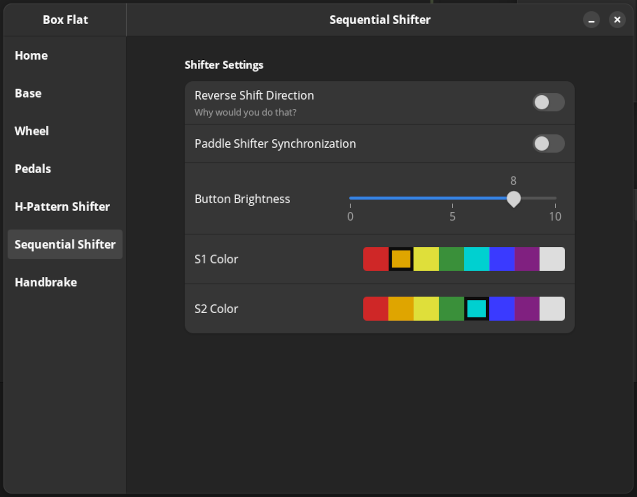 Box Flat
Sequential Shifter
Home
Base
Wheel
Pedals
H-Pattern Shifter
Sequential Shifter
Handbrake
Shifter Settings
Reverse Shift Direction
Why would you do that?
Paddle Shifter Synchronization
8
Button Brightness
0 5 10
S1 Color
S2 Color